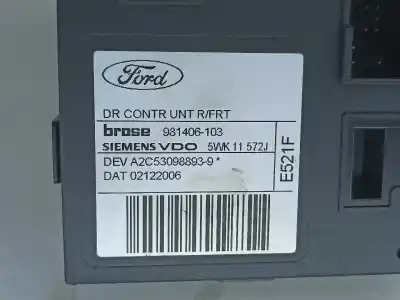 Ford
DR CONTR UNT R/FRT
brose 981406-103
SIEMENS VDO 5WK 11 572J
DEV A2C53098893-9 *
DAT 02122006
E521F